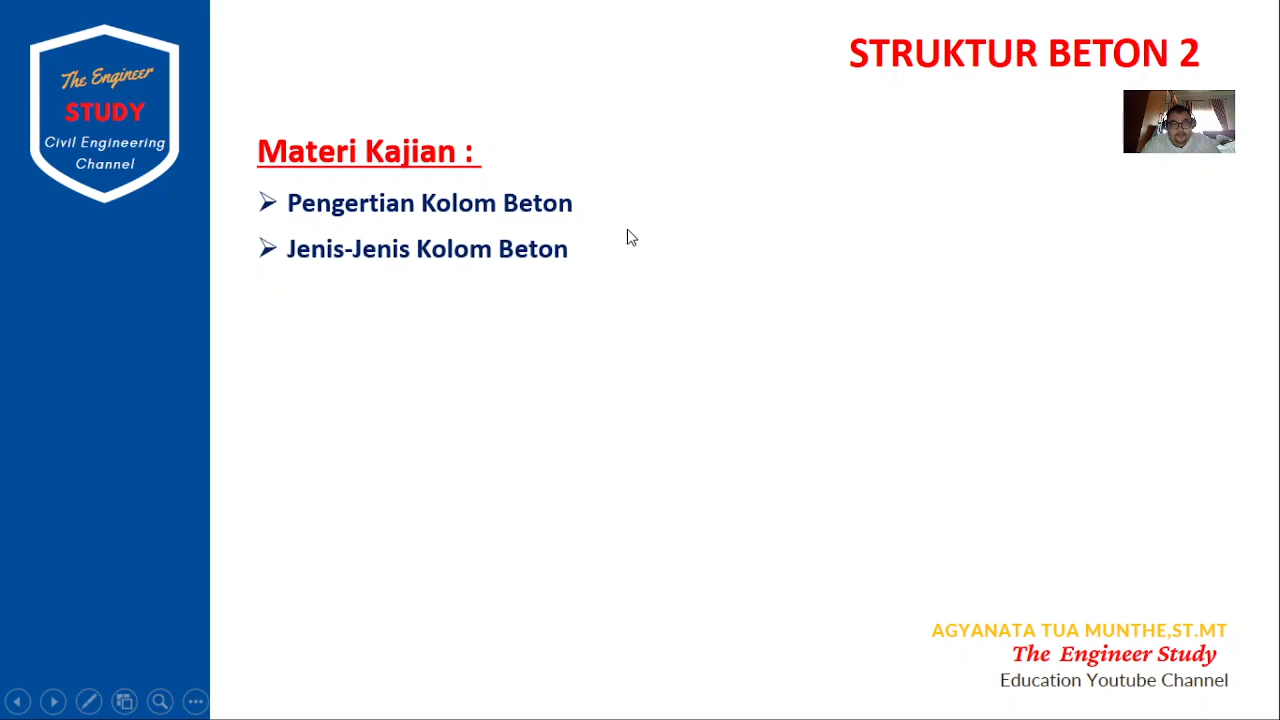 The Engineer
STUDY
Civil Engineering
Channel
STRUKTUR BETON 2
Materi Kajian :
Pengertian Kolom Beton
Jenis-Jenis Kolom Beton
AGYANATA TUA MUNTHE,ST.MT
The Engineer Study
Education Youtube Channel